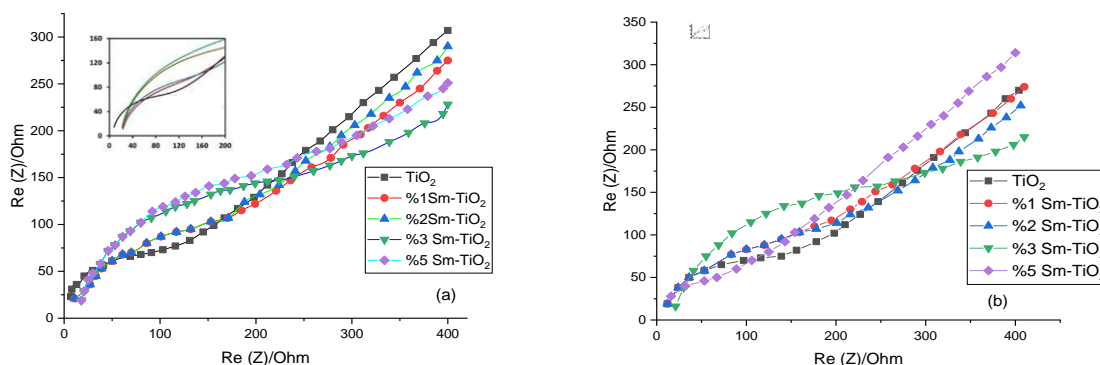 Re (Z)/Ohm
300
250
200
150
100
50
0
0 100 200 300 400
Re (Z)/Ohm
160
120
80
40
0
0 40 80 120 160 200
TiO2
%1Sm-TiO2
%2Sm-TiO2
%3 Sm-TiO2
%5 Sm-TiO2
(a)
Re (Z)/Ohm
350
300
250
200
150
100
50
0
0 100 200 300 400
Re (Z)/Ohm
TiO2
%1 Sm-TiO2
%2 Sm-TiO2
%3 Sm-TiO
%5 Sm-TiO
(b)